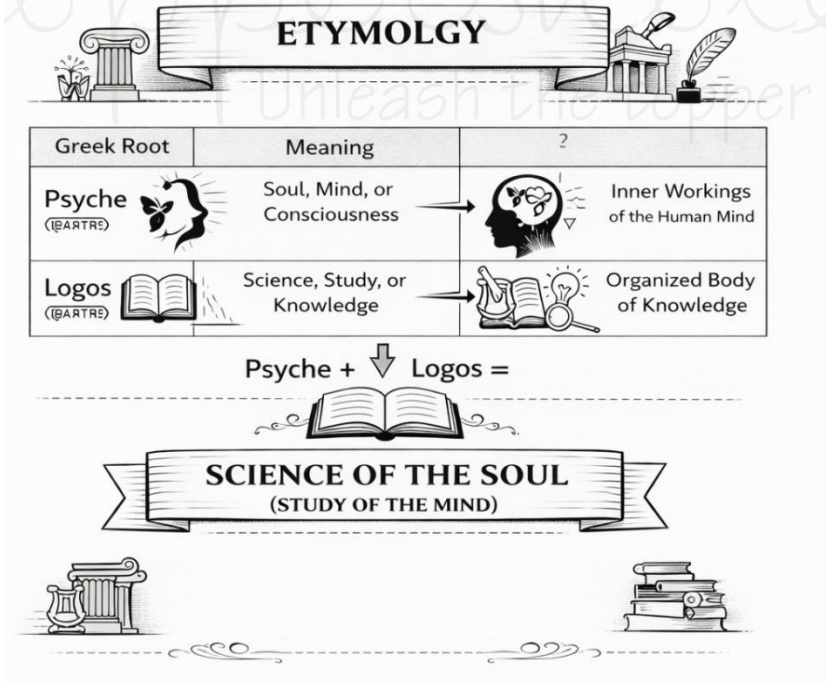 ETYMOLGY
Unleash the topper
Greek Root
Meaning
?
Psyche
Soul, Mind, or
Consciousness
Inner Workings
of the Human Mind
Logos
Science, Study, or
Knowledge
Organized Body
of Knowledge
Psyche + Logos =
SCIENCE OF THE SOUL
(STUDY OF THE MIND)